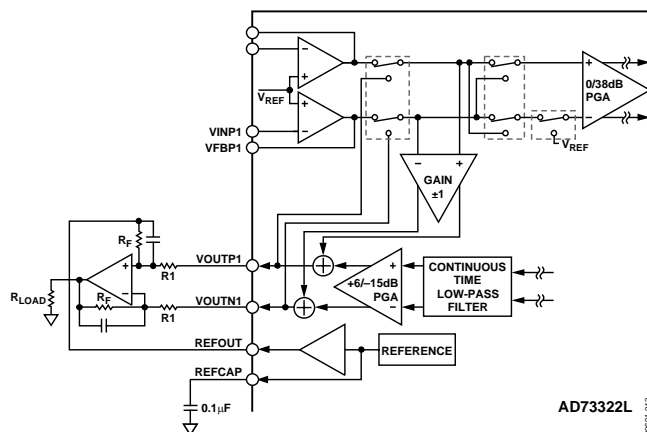 0/38dB
PGA
VREF
VINP1
VFBP1
VREF
GAIN
±1
RF
VOUTP1
R1
+6/–15dB
PGA
CONTINUOUS
TIME
LOW-PASS
FILTER
RLOAD
RF
VOUTN1
R1
REFOUT
REFERENCE
REFCAP
0.1µF
AD73322L